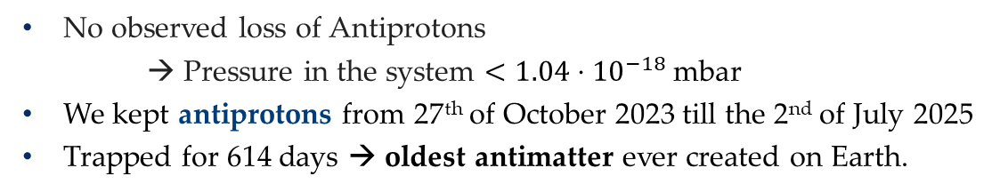 • No observed loss of Antiprotons
→ Pressure in the system < 1.04 · 10⁻¹⁸ mbar
• We kept antiprotons from 27ᵗʰ of October 2023 till the 2ⁿᵈ of July 2025
• Trapped for 614 days → oldest antimatter ever created on Earth.